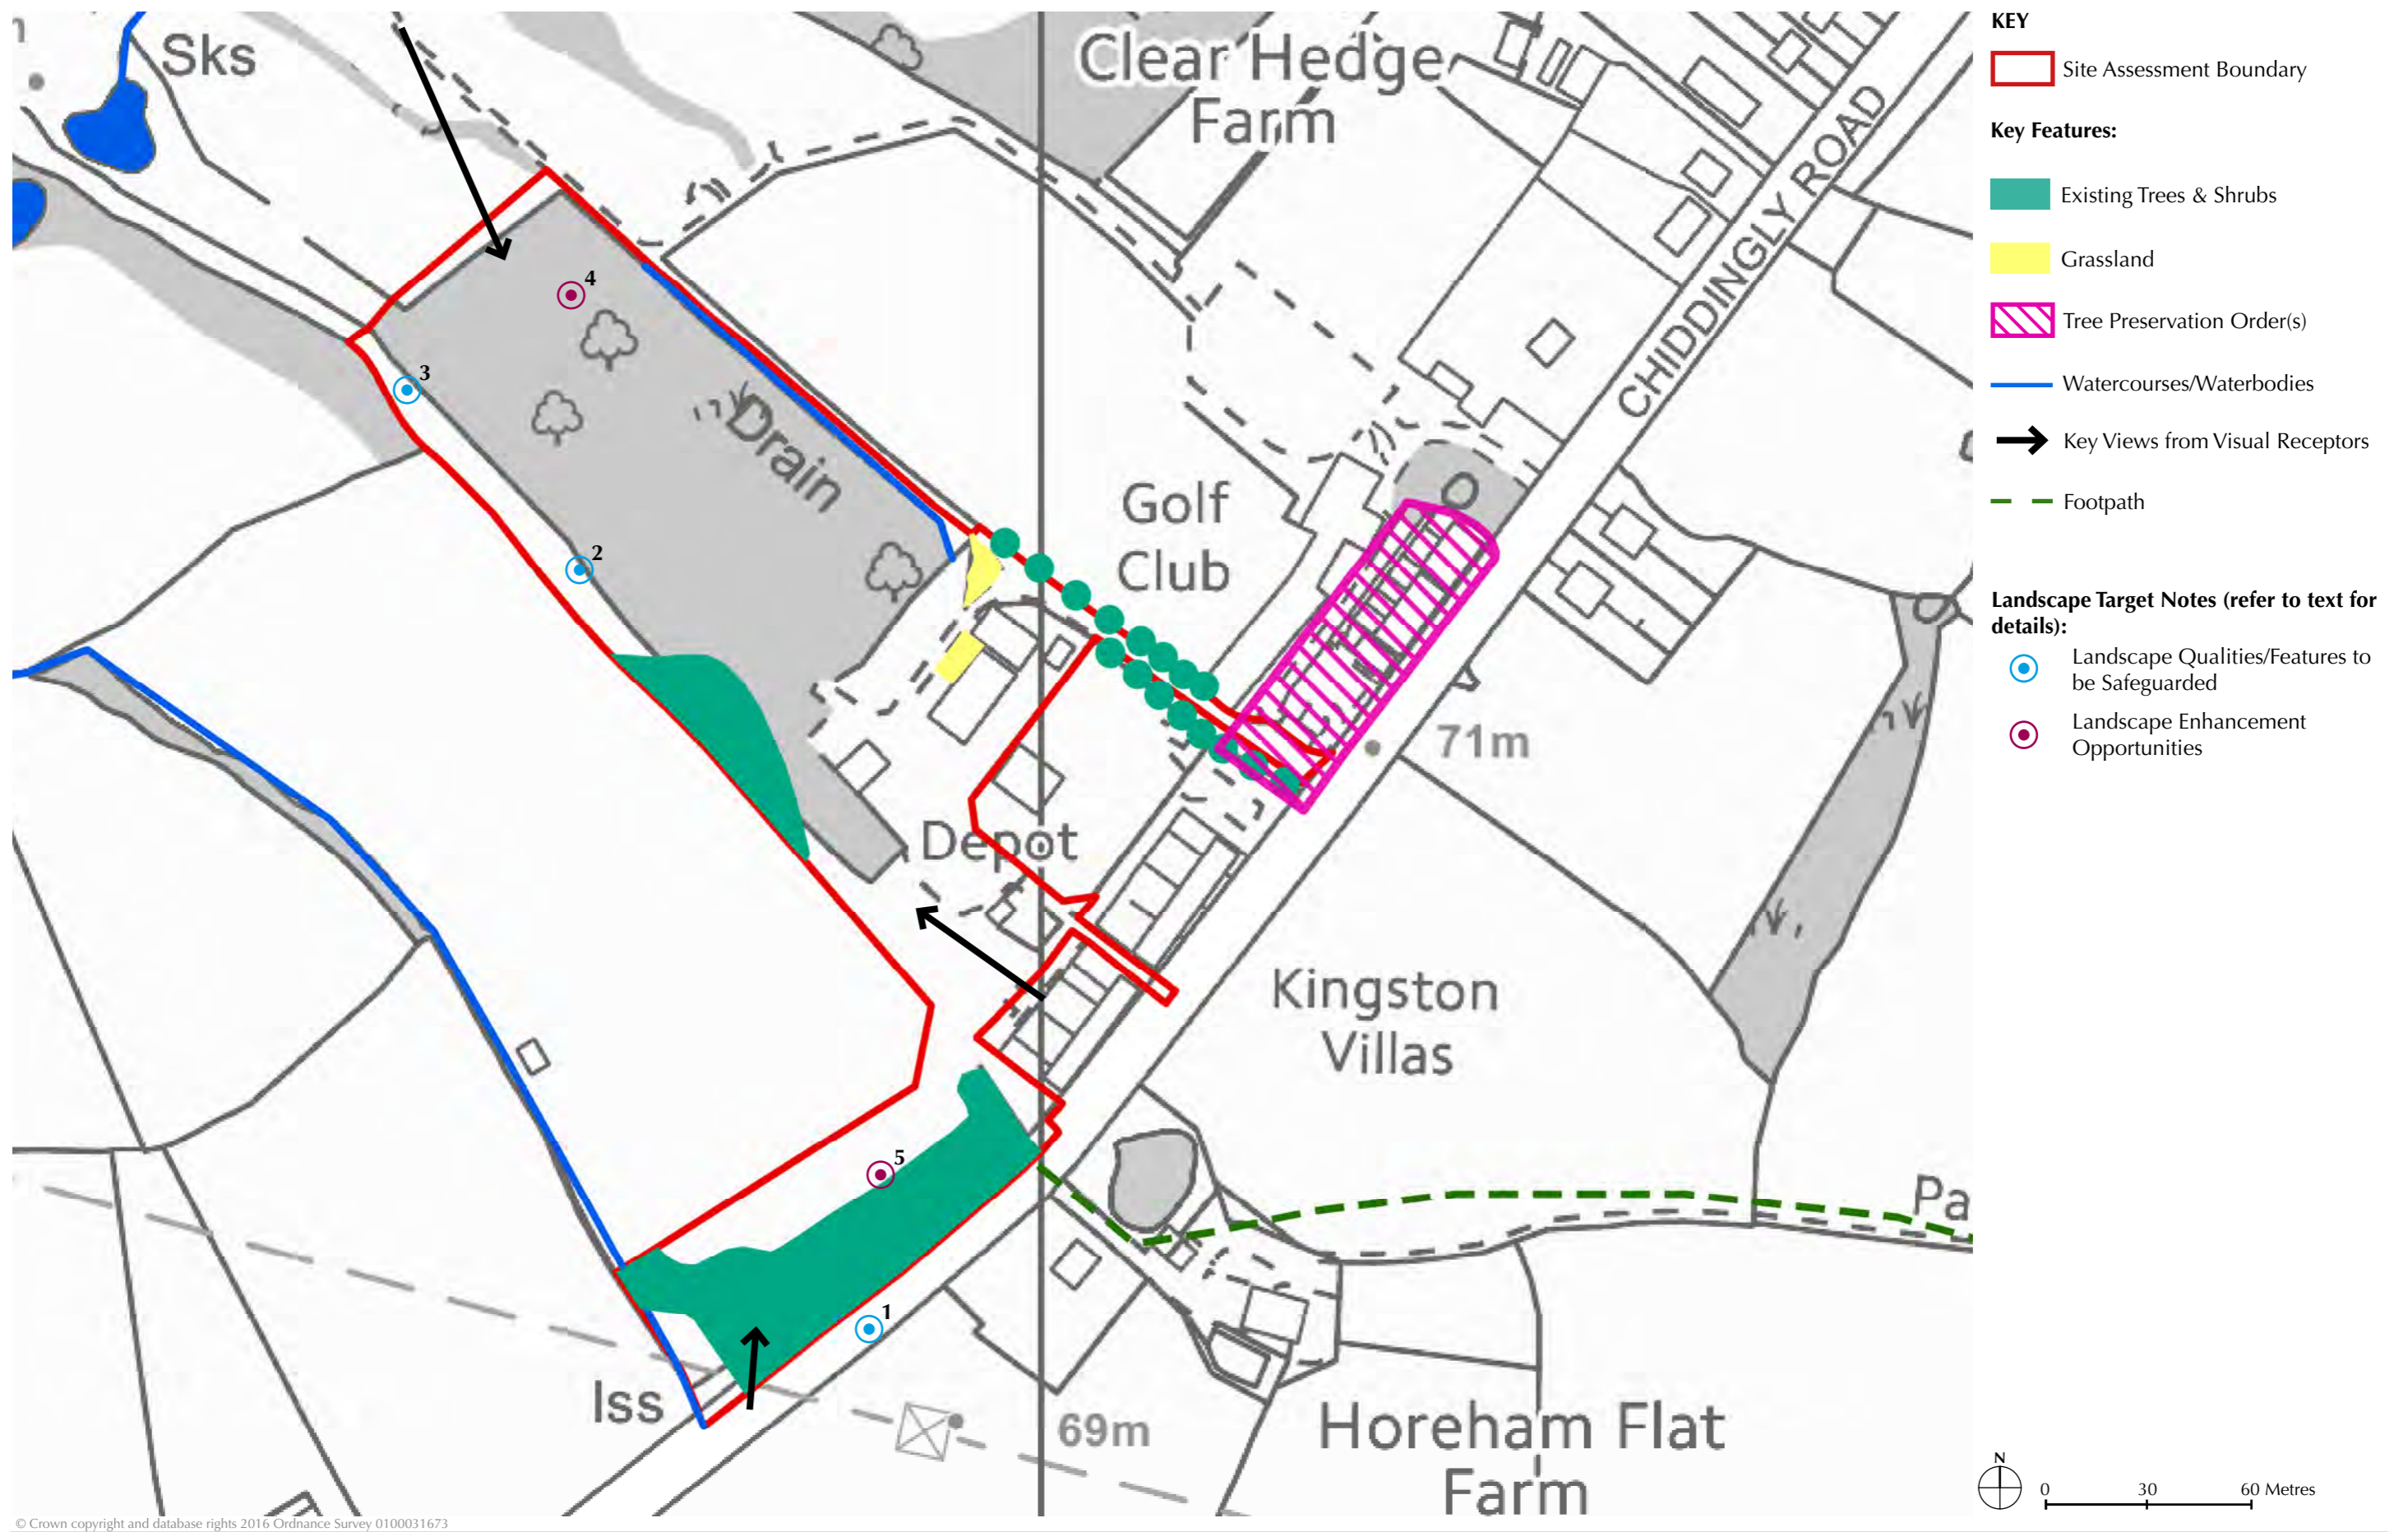 Sks
Clear Hedge
Farm
CHIDDINGLY ROAD
4
3
Drain
2
Golf
Club
71m
Depot
Kingston
Villas
5
Pa
1
Iss
69m
Horeham Flat
Farm
© Crown copyright and database rights 2016 Ordnance Survey 0100031673
KEY
Site Assessment Boundary
Key Features:
Existing Trees & Shrubs
Grassland
Tree Preservation Order(s)
Watercourses/Waterbodies
Key Views from Visual Receptors
Footpath
Landscape Target Notes (refer to text for
details):
Landscape Qualities/Features to
be Safeguarded
Landscape Enhancement
Opportunities
N
0 30 60 Metres